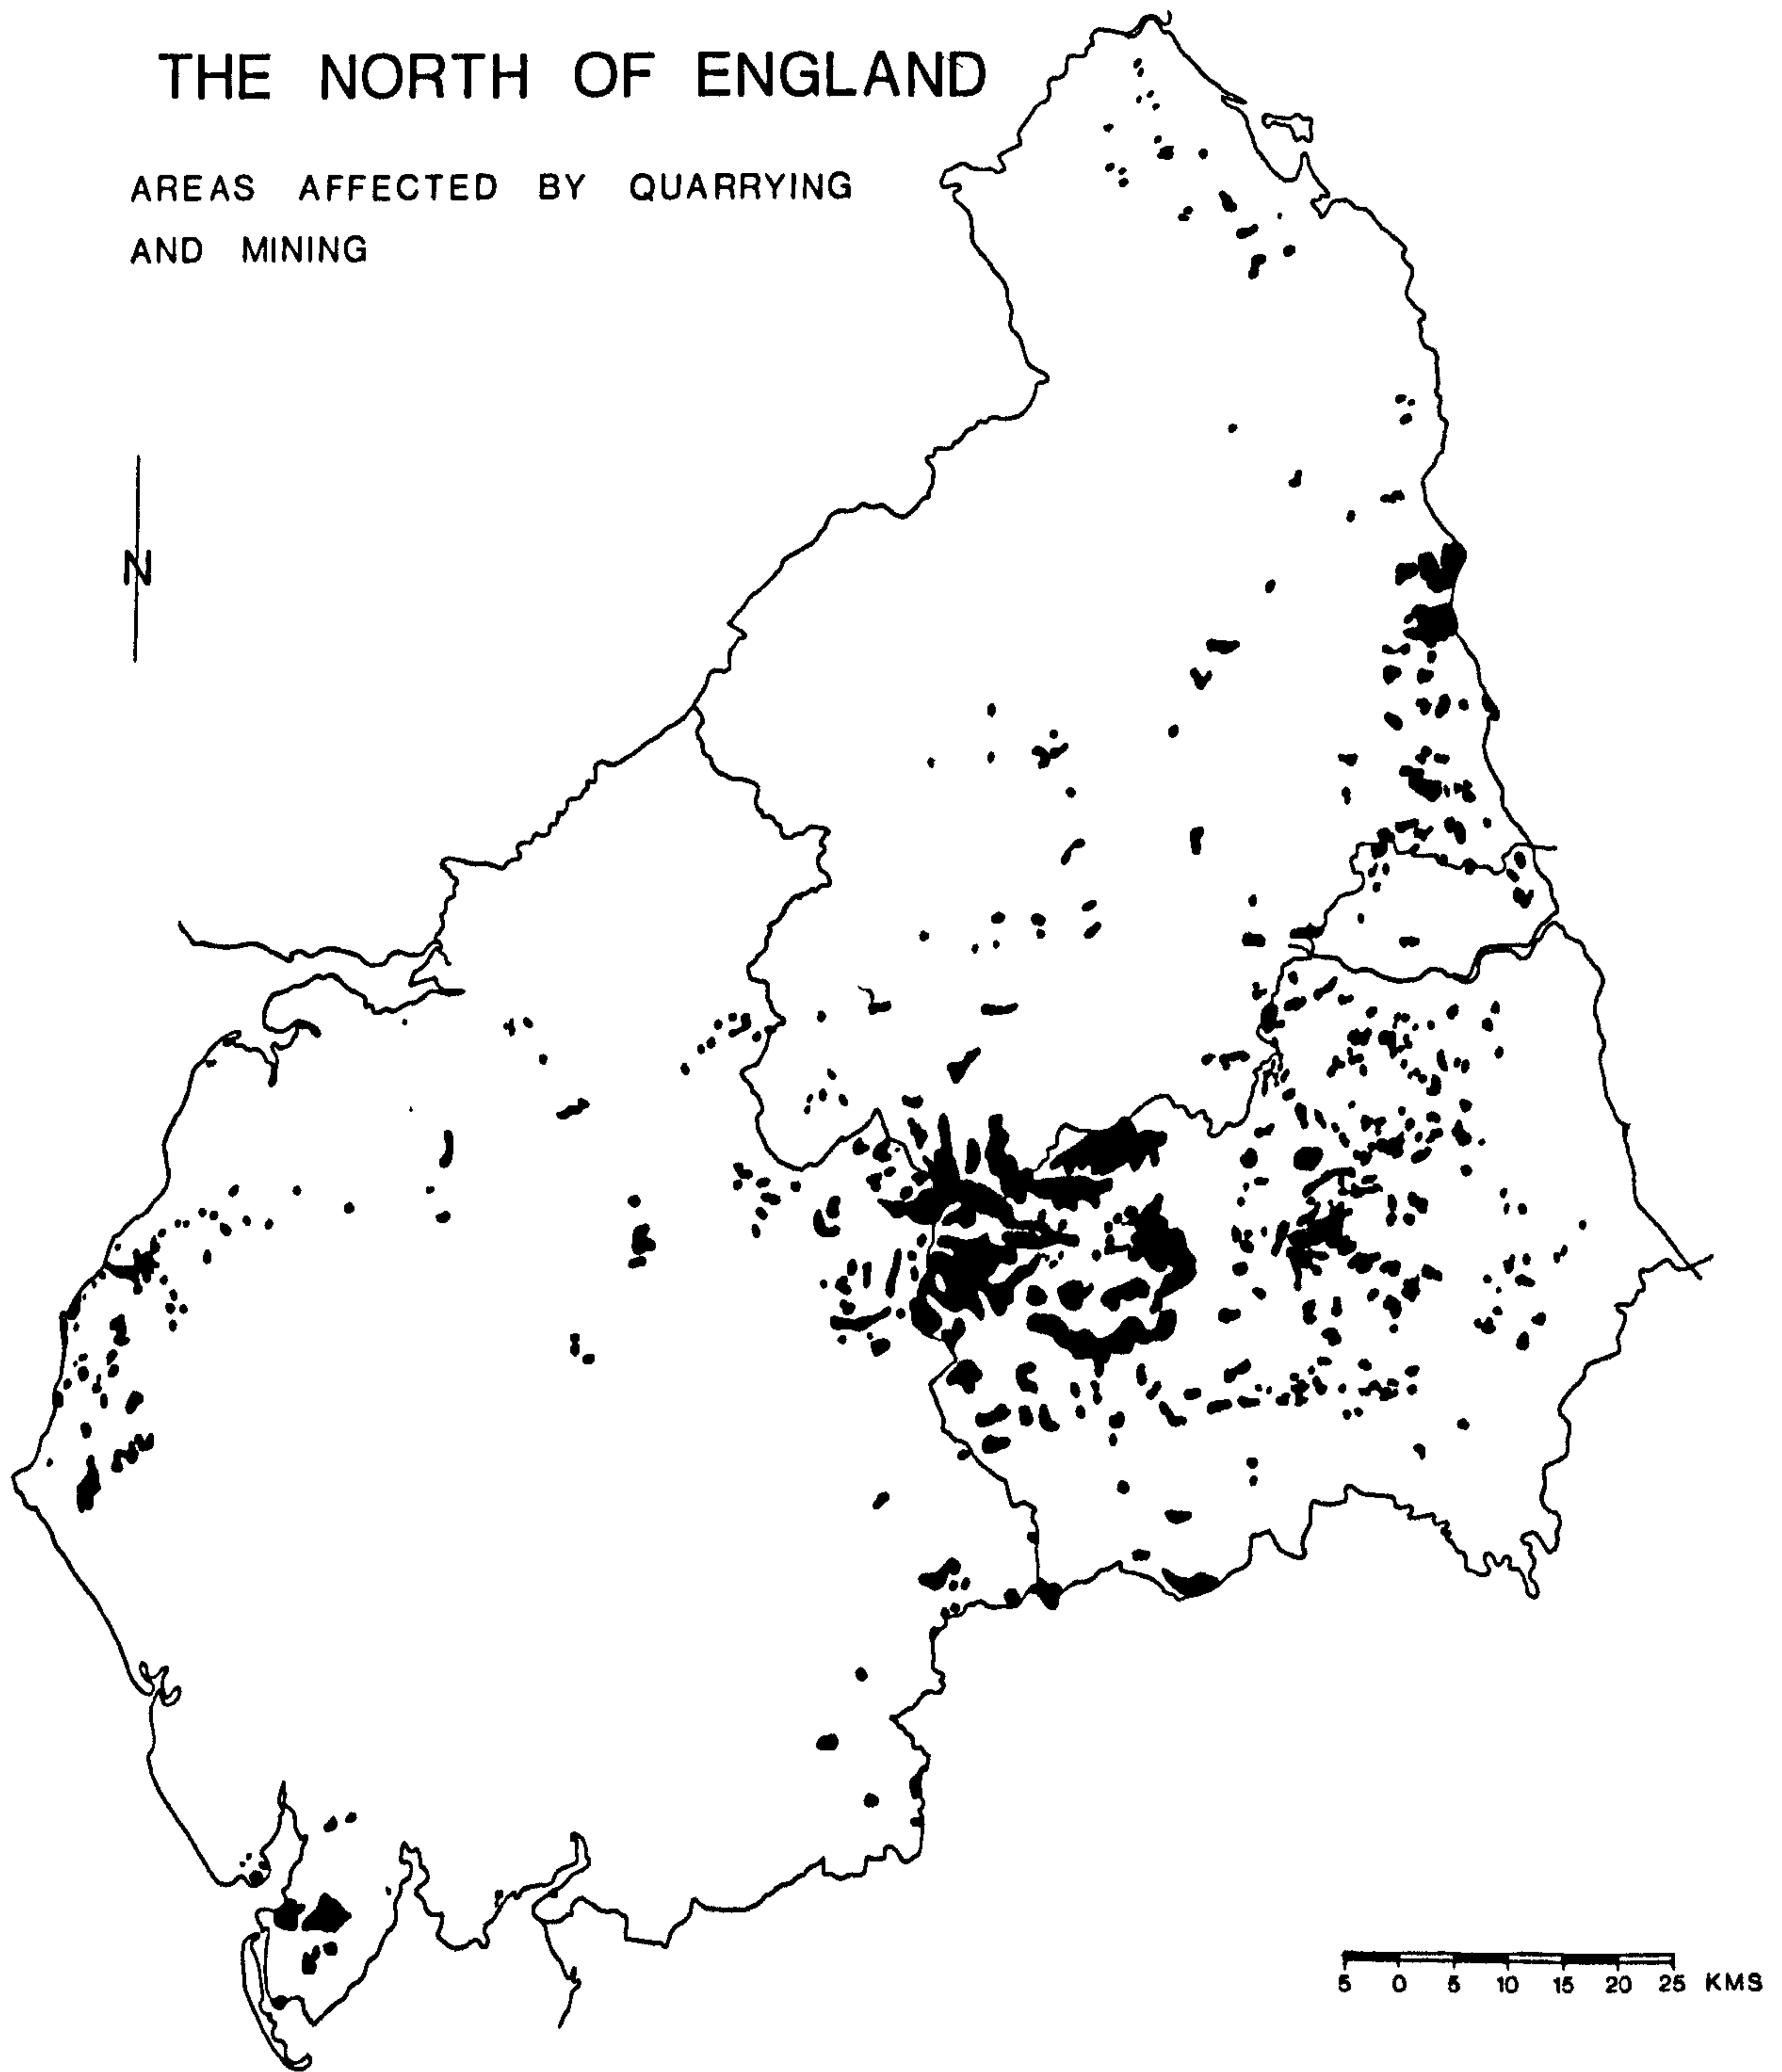 THE NORTH OF ENGLAND
AREAS AFFECTED BY QUARRYING
AND MINING
N
5 0 5 10 15 20 25 KMS